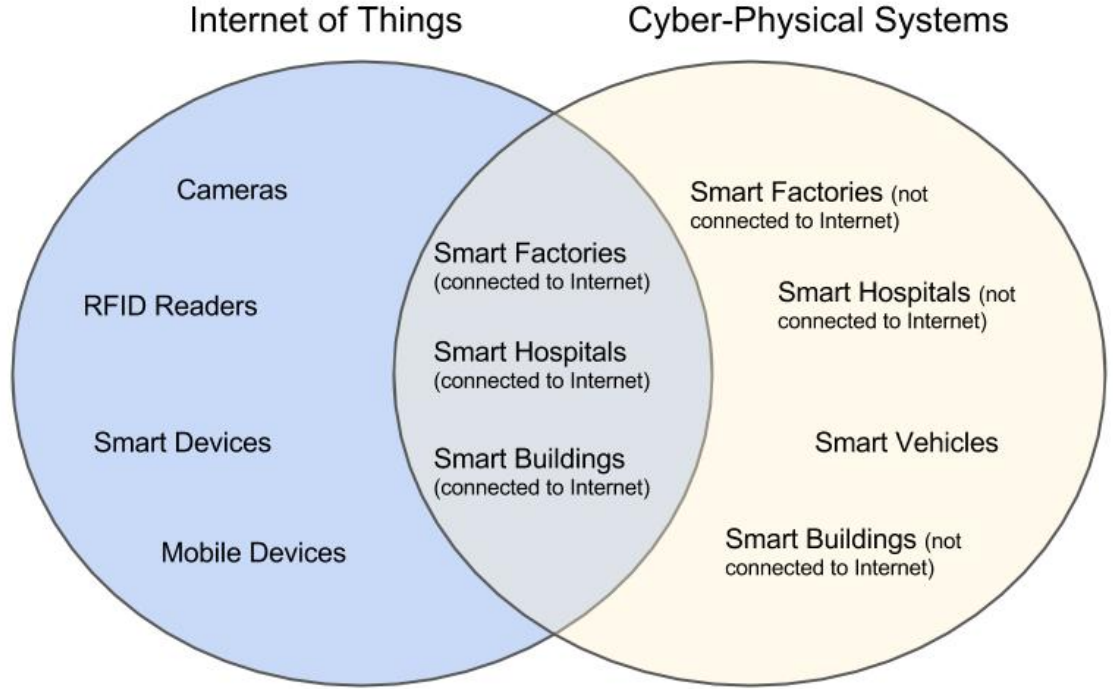 Internet of Things
Cyber-Physical Systems
Cameras
RFID Readers
Smart Devices
Mobile Devices
Smart Factories
(connected to Internet)
Smart Hospitals
(connected to Internet)
Smart Buildings
(connected to Internet)
Smart Factories (not
connected to Internet)
Smart Hospitals (not
connected to Internet)
Smart Vehicles
Smart Buildings (not
connected to Internet)